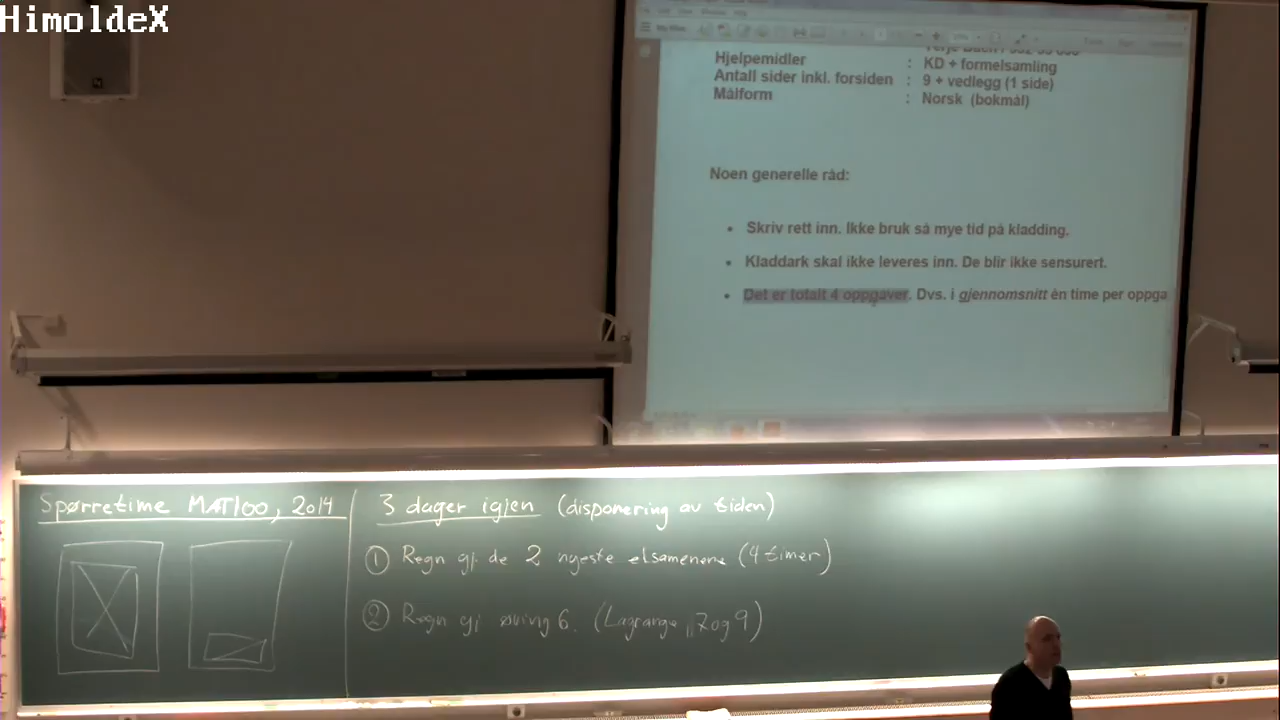 HimoldeX
Hjelpemidler : KD + formelsamling
Antall sider inkl. forsiden : 9 + vedlegg (1 side)
Målform : Norsk (bokmål)
Noen generelle råd:
• Skriv rett inn. Ikke bruk så mye tid på kladding.
• Kladdark skal ikke leveres inn. De blir ikke sensurert.
• Det er totalt 4 oppgaver. Dvs. i gjennomsnitt èn time per oppga
Spørretime MAT100, 2014
3 dager igjen (disponering av tiden)
① Regn gj. de 2 nyeste eksamenene (4 timer)
② Regn gj. øving 6. (Lagrange, 7 og 9)